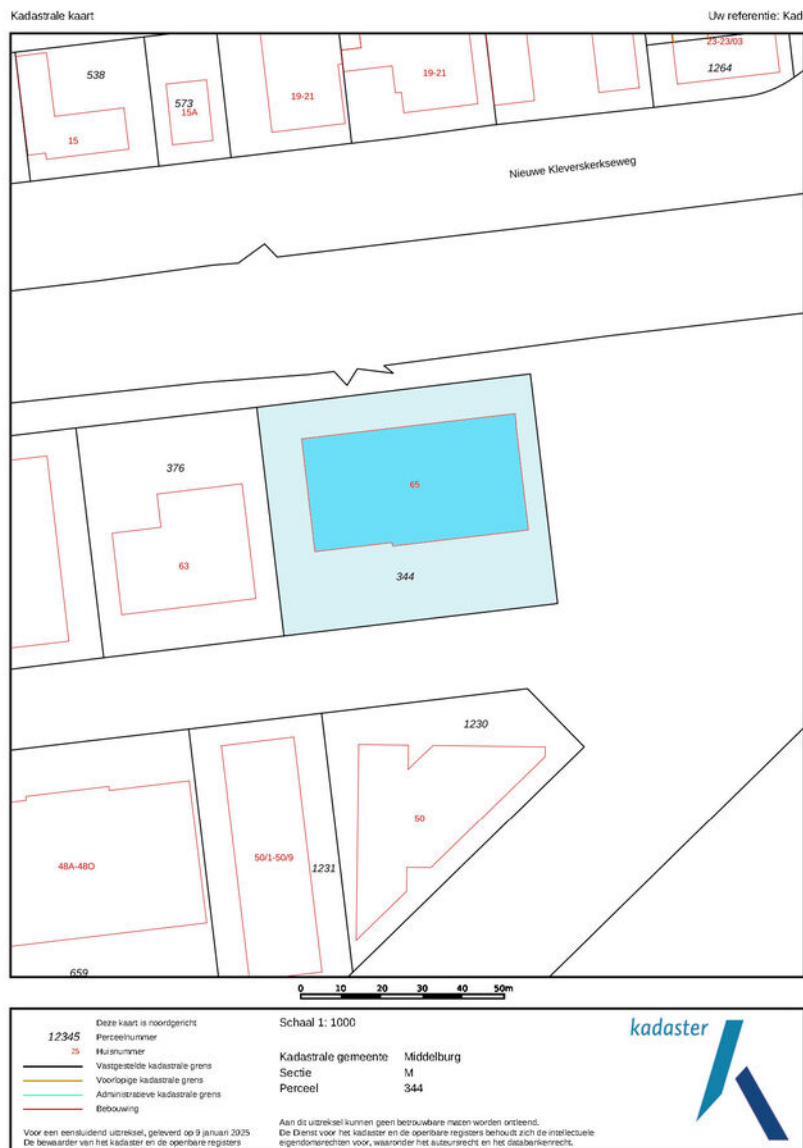 Kadastrale kaart
Uw referentie: Kad
23-23/03
1264
538
573
15A
19-21
19-21
15
Nieuwe Kleverskerkseweg
376
65
63
344
1230
50
48A-48O
50/1-50/9
1231
659
0 10 20 30 40 50m
Deze kaart is noordgericht
12345 Perceelnummer
25 Huisnummer
Vastgestelde kadastrale grens
Voorlopige kadastrale grens
Administratieve kadastrale grens
Bebouwing
Voor een eensluidend uittreksel, geleverd op 9 januari 2025
De bewaarder van het kadaster en de openbare registers
Schaal 1: 1000
Kadastrale gemeente Middelburg
Sectie M
Perceel 344
Aan dit uittreksel kunnen geen betrouwbare maten worden ontleend.
De Dienst voor het kadaster en de openbare registers behoudt zich de intellectuele
eigendomsrechten voor, waaronder het auteursrecht en het databankenrecht.
kadaster